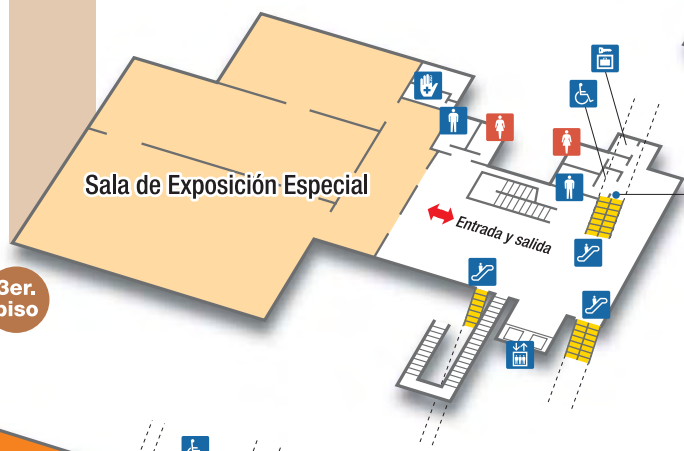 Sala de Exposición Especial
Entrada y salida
3er.
piso